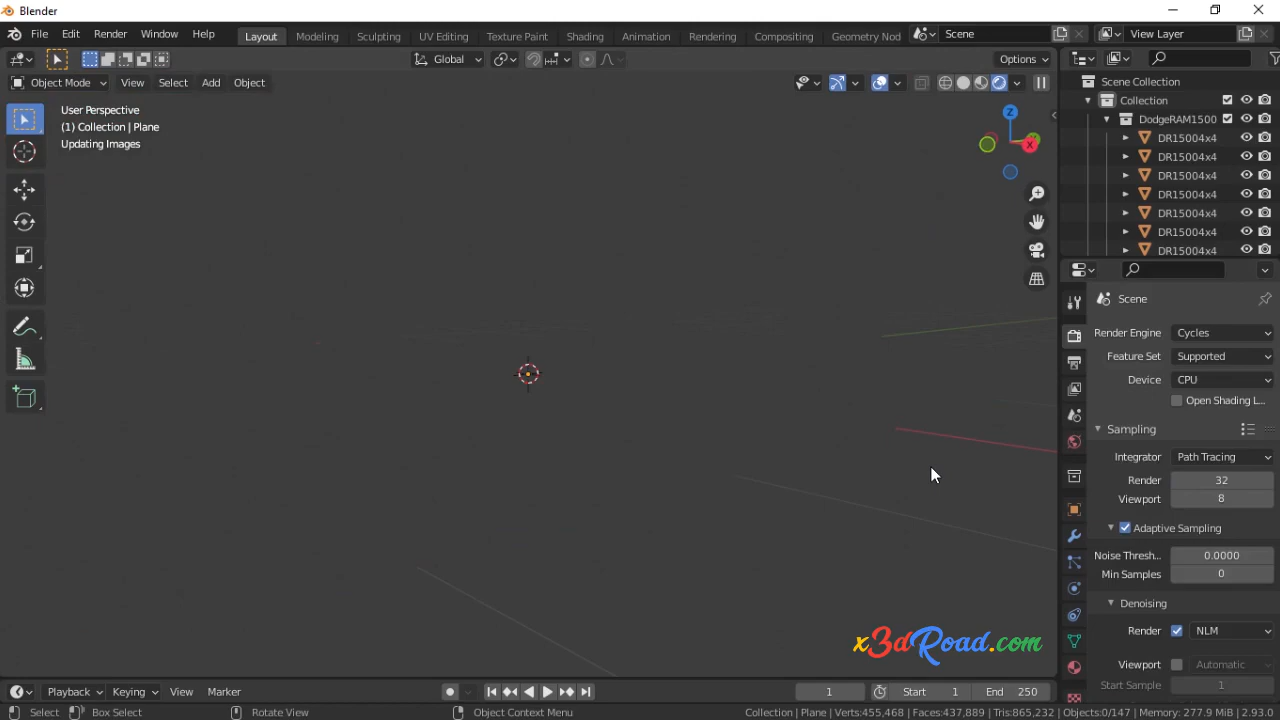 Blender
File Edit Render Window Help Layout Modeling Sculpting UV Editing Texture Paint Shading Animation Rendering Compositing Geometry Nod Scene View Layer
Global Options
Object Mode View Select Add Object
User Perspective
(1) Collection | Plane
Updating Images
Z
X
Scene Collection
Collection
DodgeRAM1500
DR15004x4
DR15004x4
DR15004x4
DR15004x4
DR15004x4
DR15004x4
DR15004x4
Scene
Render Engine Cycles
Feature Set Supported
Device CPU
Open Shading L...
Sampling
Integrator Path Tracing
Render 32
Viewport 8
Adaptive Sampling
Noise Thresh... 0.0000
Min Samples 0
Denoising
Render NLM
Viewport Automatic
Start Sample 1
x3dRoad.com
Playback Keying View Marker 1 Start 1 End 250
Select Box Select Rotate View Object Context Menu Collection | Plane | Verts:455,468 | Faces:437,889 | Tris:865,232 | Objects:0/147 | Memory: 277.9 MiB | 2.93.0